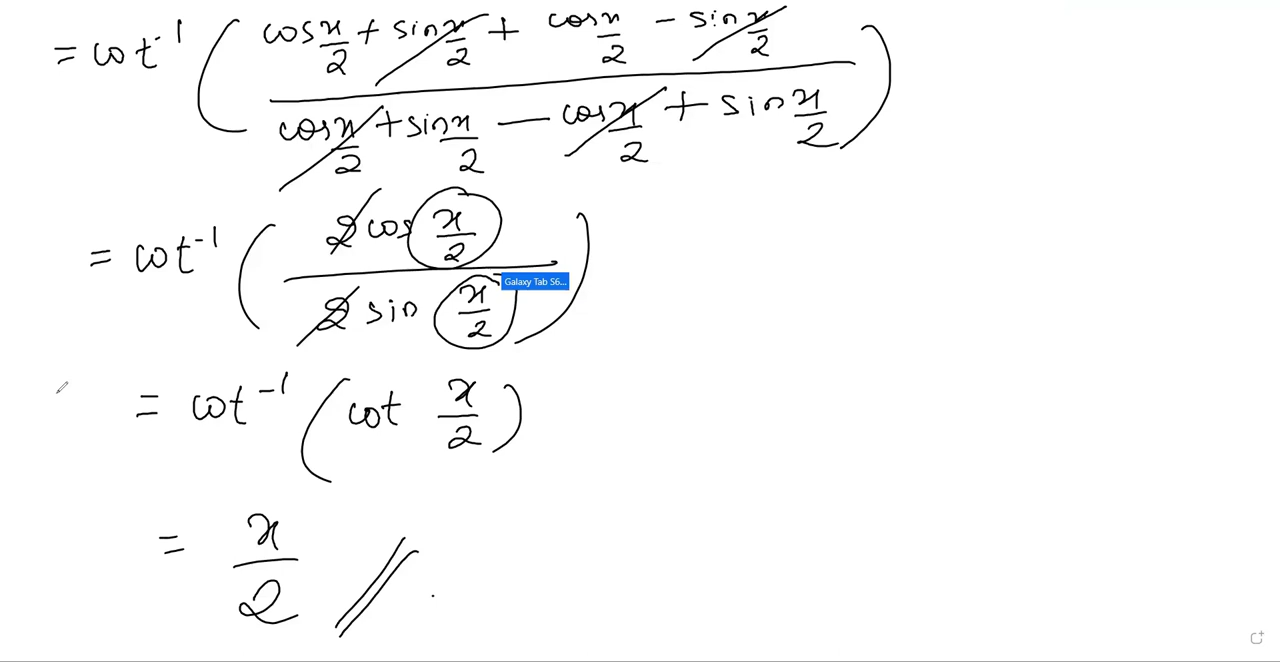 = cot⁻¹ ( (cos x/2 + sin x/2 + cos x/2 − sin x/2) / (cos x/2 + sin x/2 − cos x/2 + sin x/2) )
= cot⁻¹ ( (2 cos x/2) / (2 sin x/2) )
Galaxy Tab S6...
= cot⁻¹ ( cot x/2 )
= x/2 //